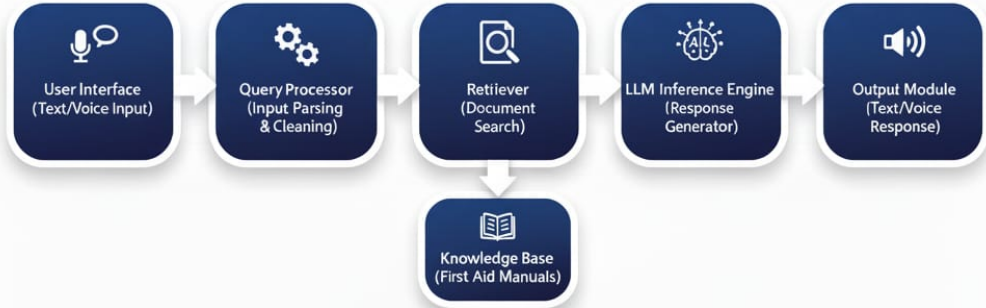 User Interface
(Text/Voice Input)
Query Processor
(Input Parsing
& Cleaning)
Retiever
(Document
Search)
AIL
LLM Inference Engine
(Response
Generator)
Output Module
(Text/Voice
Response)
Knowledge Base
(First Aid Manuals)